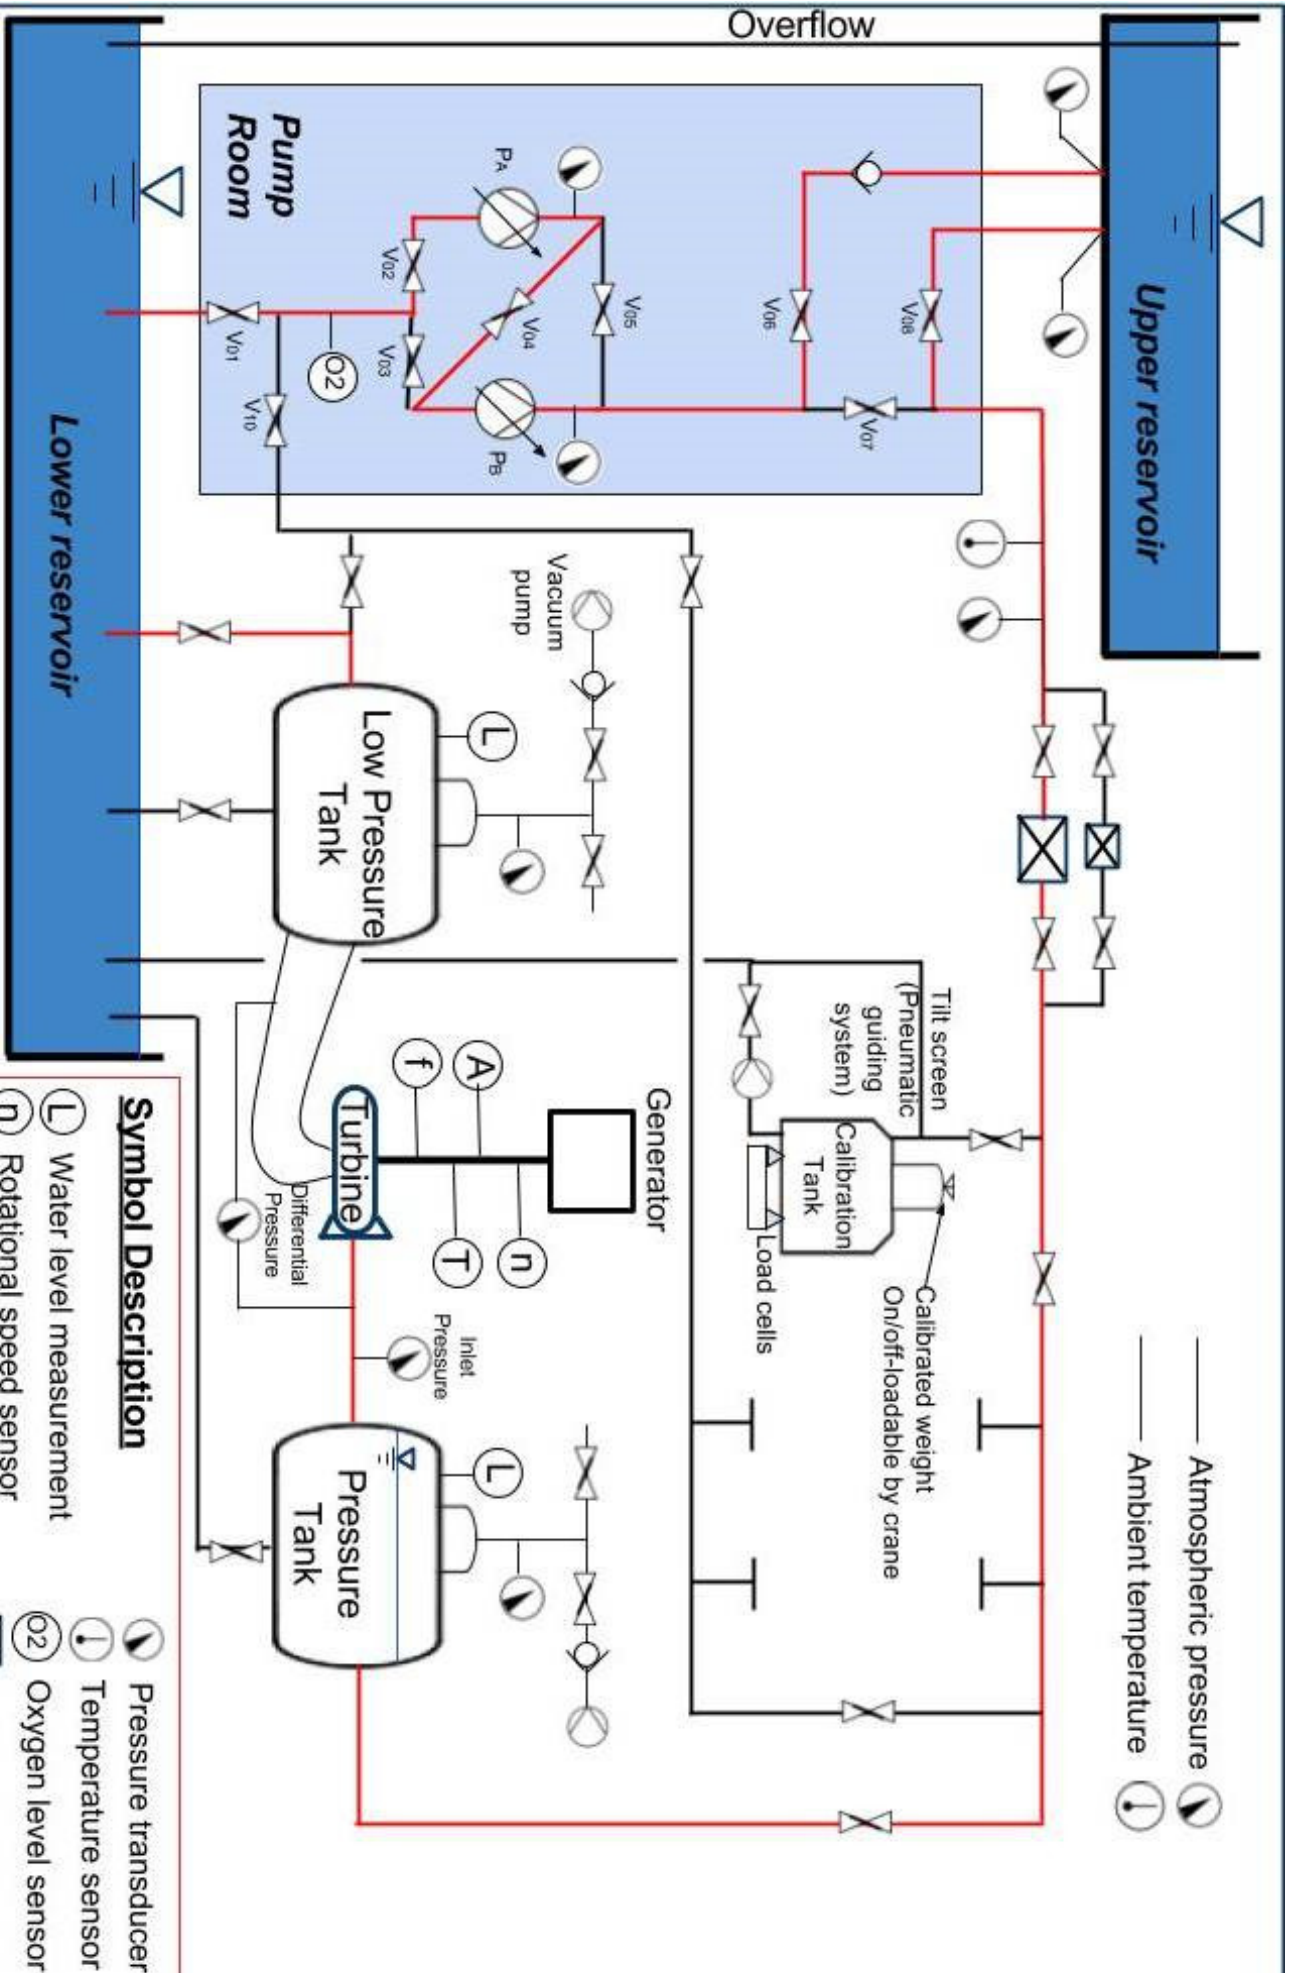 Overflow
Upper reservoir
Atmospheric pressure
Ambient temperature
Pump
Room
PA
PB
V01
V02
V03
V04
V05
V06
V07
V08
V10
O2
Tilt screen
(Pneumatic
guiding
system)
Calibration
Tank
Calibrated weight
On/off-loadable by crane
Load cells
Vacuum
pump
Generator
L
Low Pressure
Tank
A
f
n
T
Turbine
Differential
Pressure
Inlet
Pressure
L
Pressure
Tank
Lower reservoir
Symbol Description
L Water level measurement
n Rotational speed sensor
Pressure transducer
Temperature sensor
O2 Oxygen level sensor